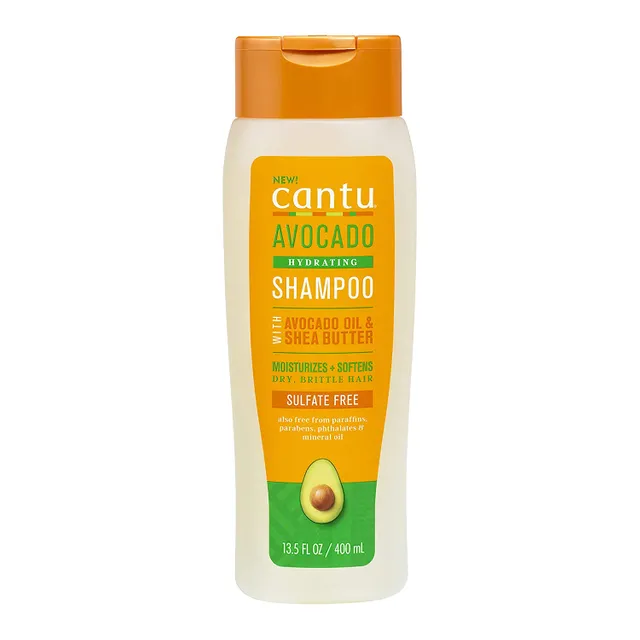 NEW!
cantu®
AVOCADO
HYDRATING
SHAMPOO
WITH AVOCADO OIL &
SHEA BUTTER
MOISTURIZES + SOFTENS
DRY, BRITTLE HAIR
SULFATE FREE
also free from paraffins,
parabens, phthalates &
mineral oil
13.5 FL OZ / 400 mL